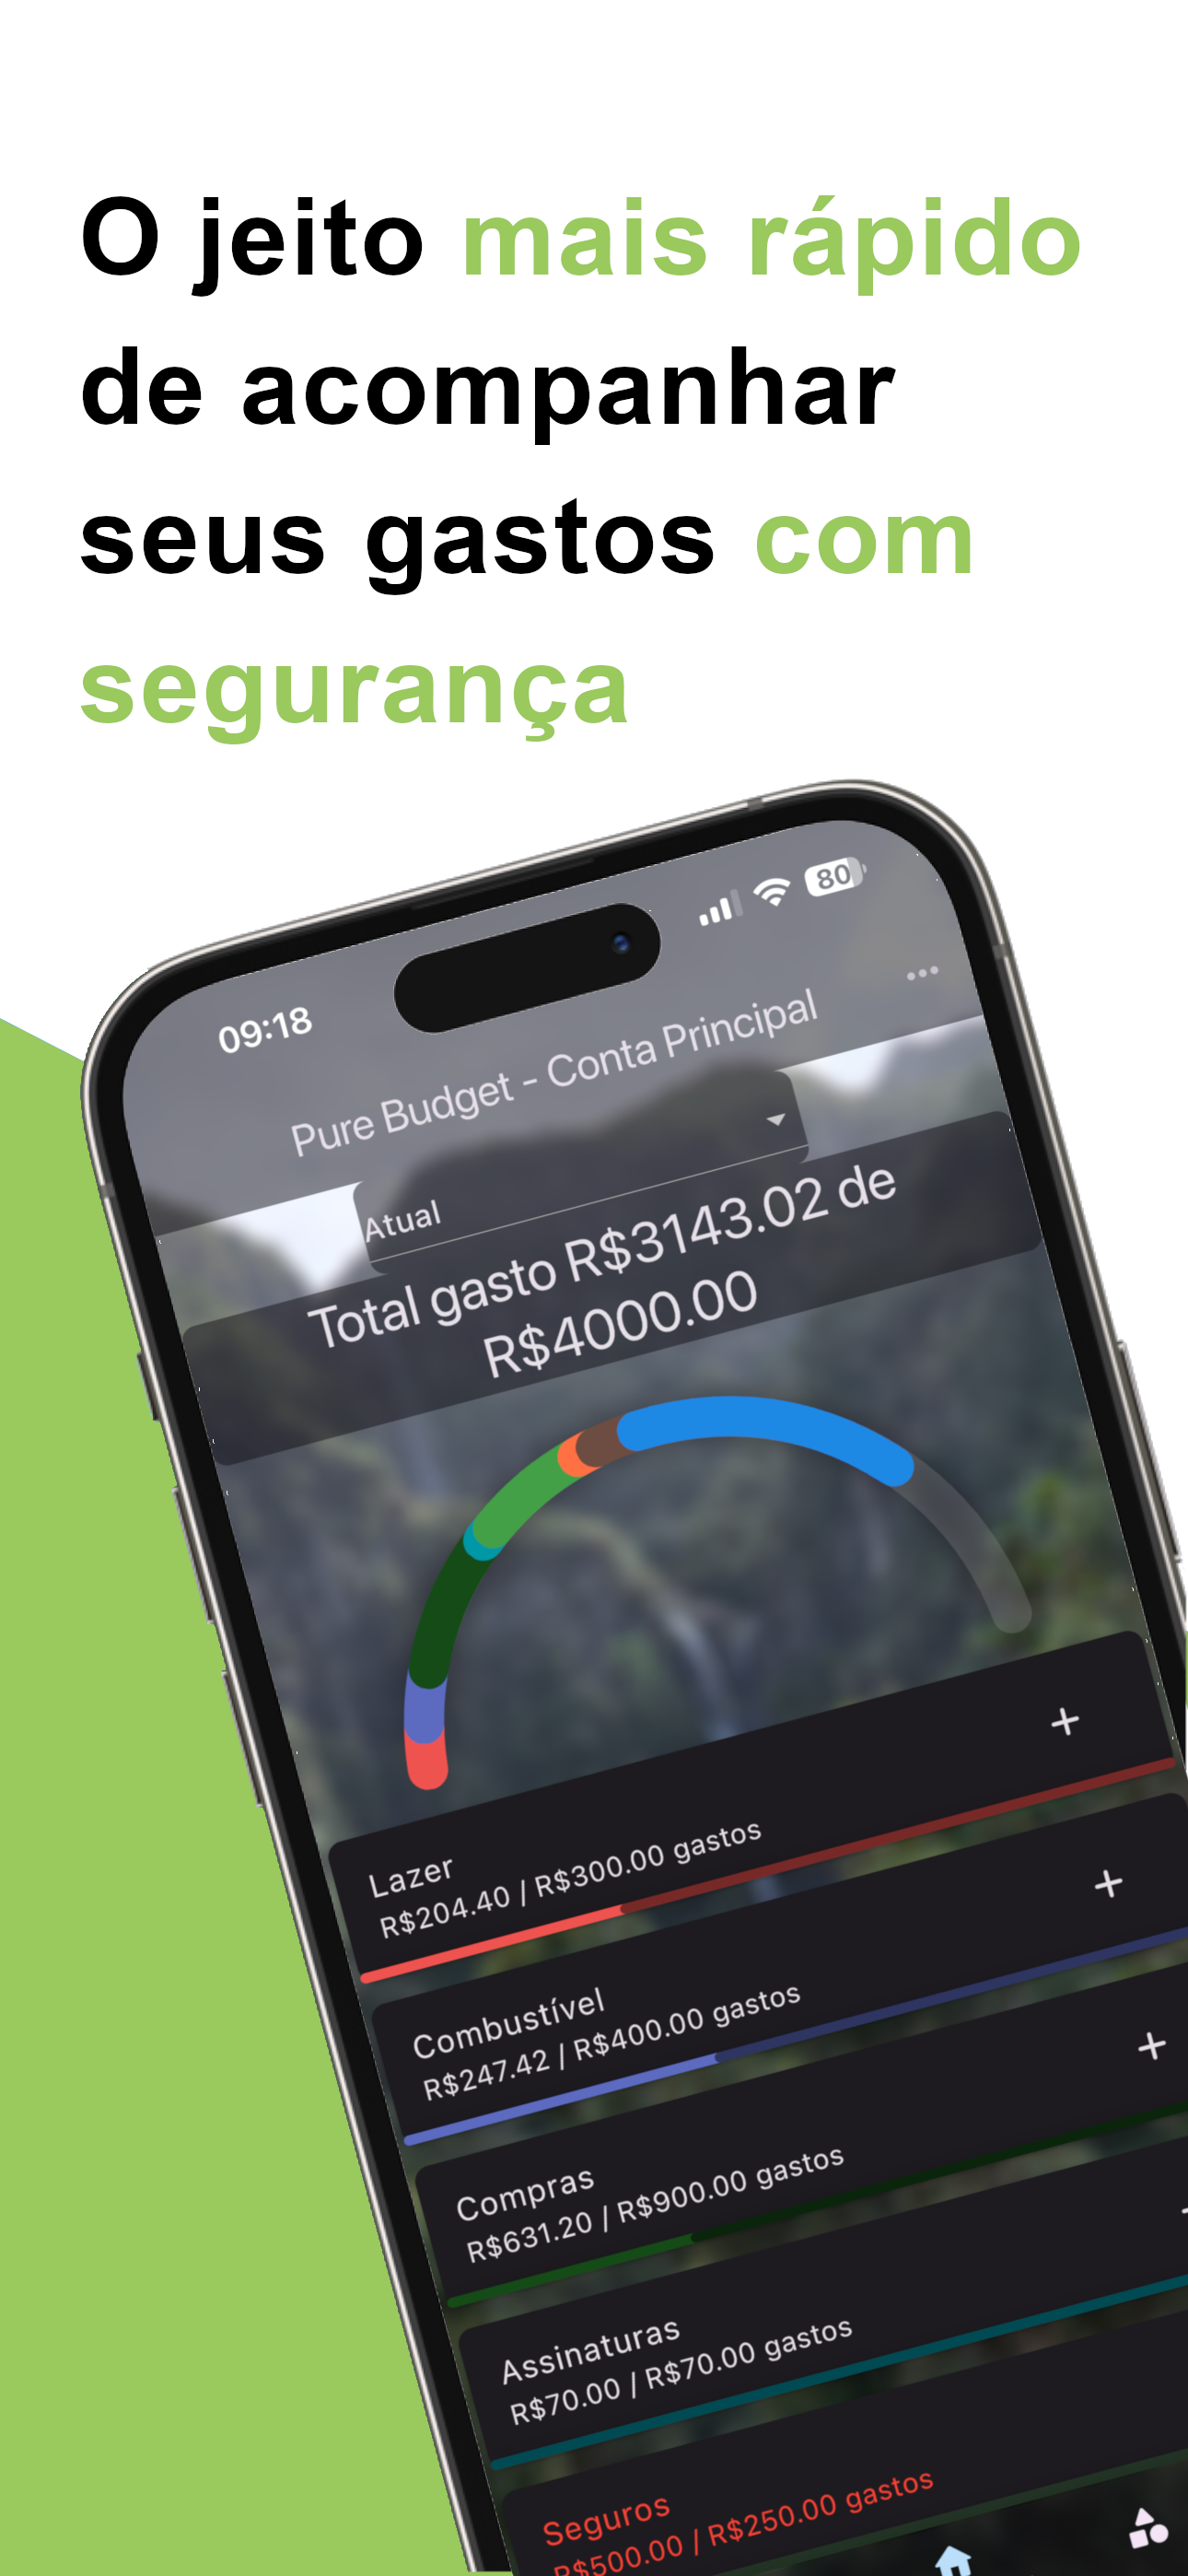 O jeito mais rápido
de acompanhar
seus gastos com
segurança
09:18
80
Pure Budget - Conta Principal
Atual
Total gasto R$3143.02 de
R$4000.00
Lazer
R$204.40 / R$300.00 gastos
Combustível
R$247.42 / R$400.00 gastos
Compras
R$631.20 / R$900.00 gastos
Assinaturas
R$70.00 / R$70.00 gastos
Seguros
R$500.00 / R$250.00 gastos